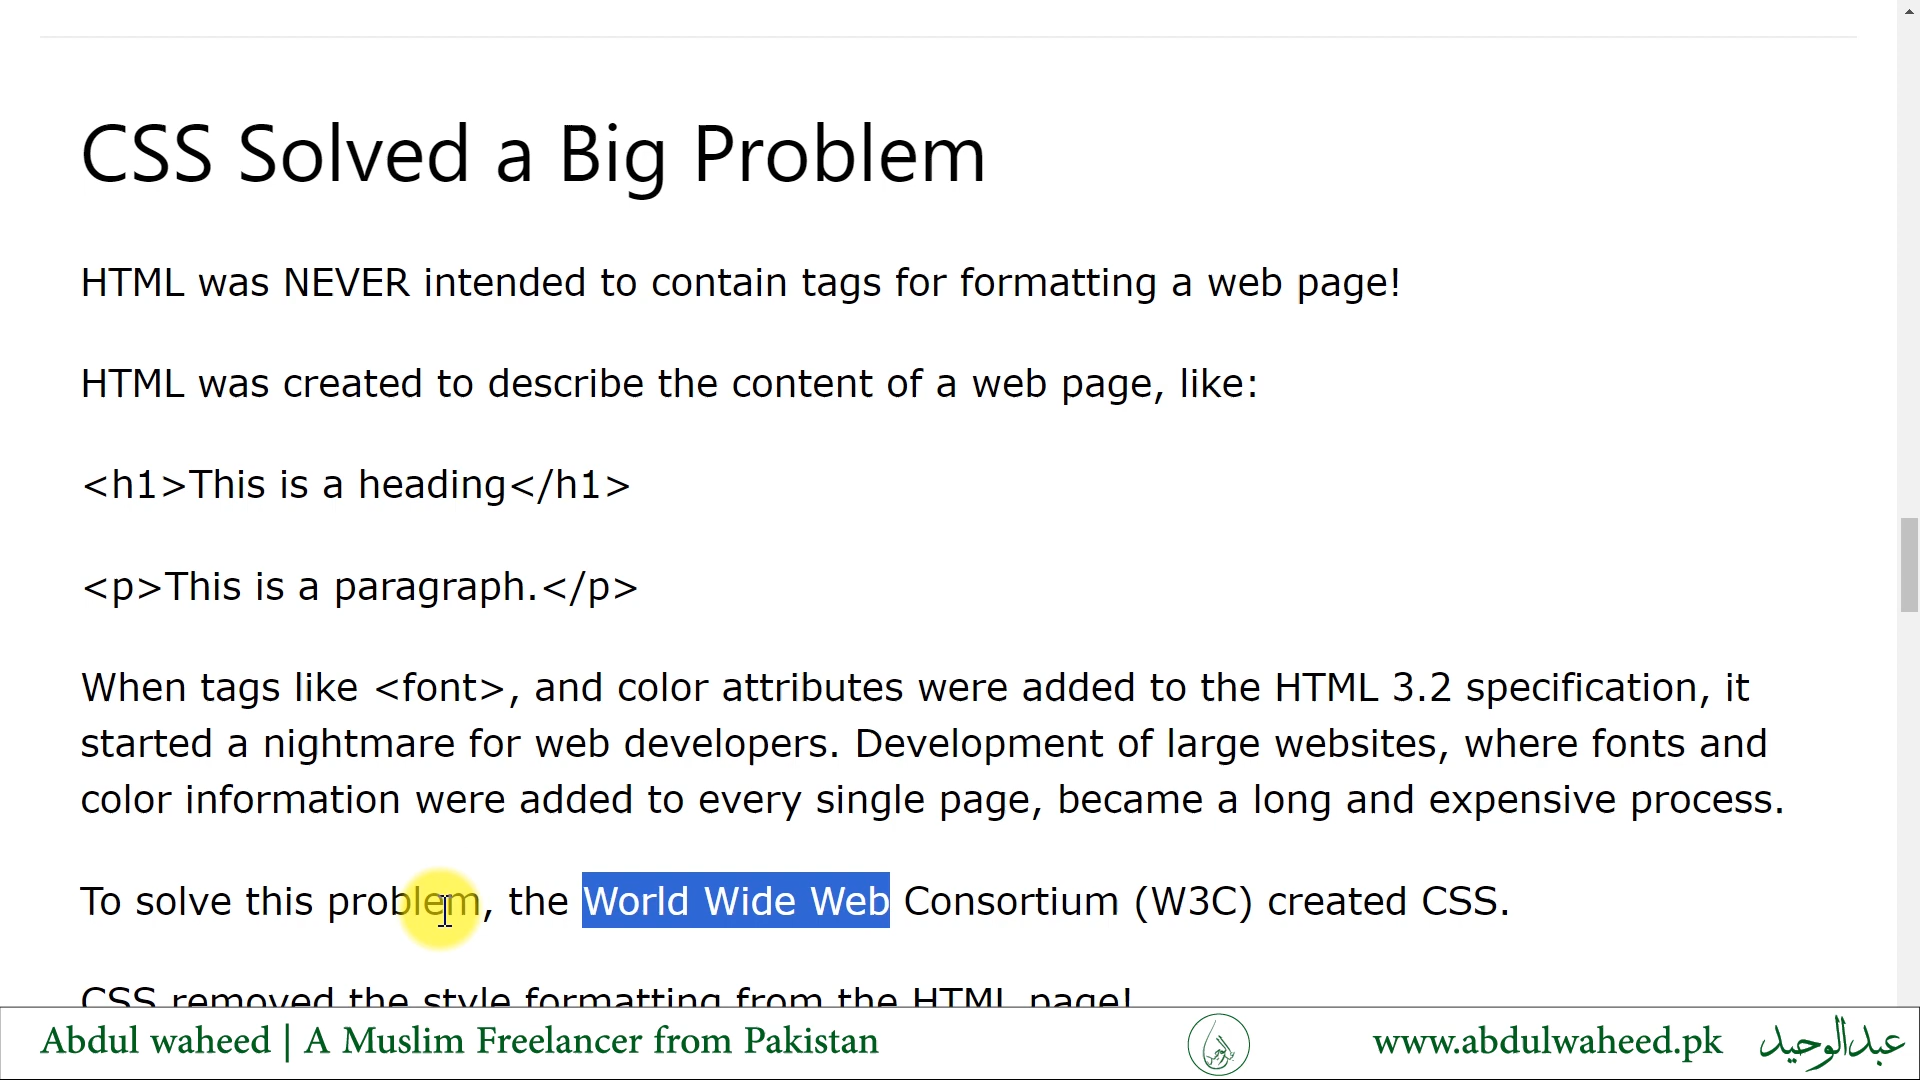 CSS Solved a Big Problem
HTML was NEVER intended to contain tags for formatting a web page!
HTML was created to describe the content of a web page, like:
<h1>This is a heading</h1>
<p>This is a paragraph.</p>
When tags like <font>, and color attributes were added to the HTML 3.2 specification, it
started a nightmare for web developers. Development of large websites, where fonts and
color information were added to every single page, became a long and expensive process.
To solve this problem, the World Wide Web Consortium (W3C) created CSS.
CSS removed the style formatting from the HTML page!
Abdul waheed | A Muslim Freelancer from Pakistan
www.abdulwaheed.pk
عبدالوحيد